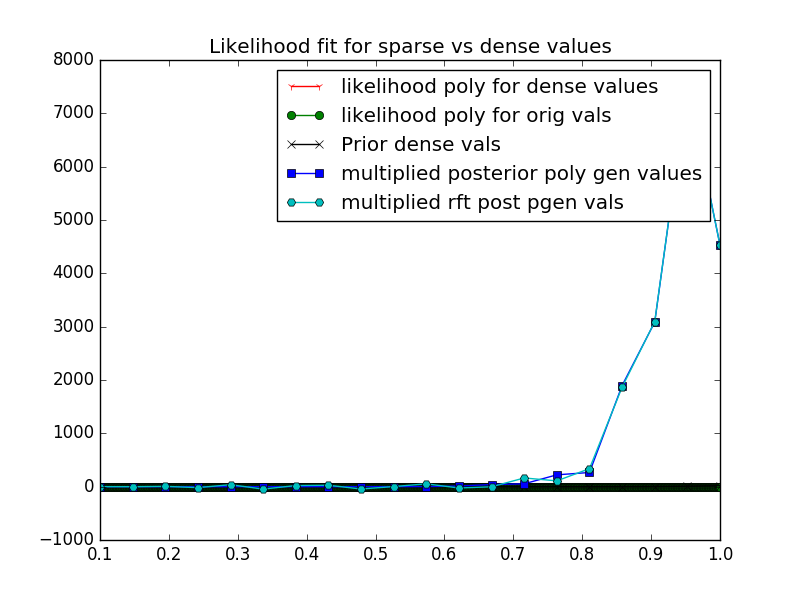 Likelihood fit for sparse vs dense values
8000
7000
6000
5000
4000
3000
2000
1000
0
−1000
likelihood poly for dense values
likelihood poly for orig vals
Prior dense vals
multiplied posterior poly gen values
multiplied rft post pgen vals
0.1 0.2 0.3 0.4 0.5 0.6 0.7 0.8 0.9 1.0